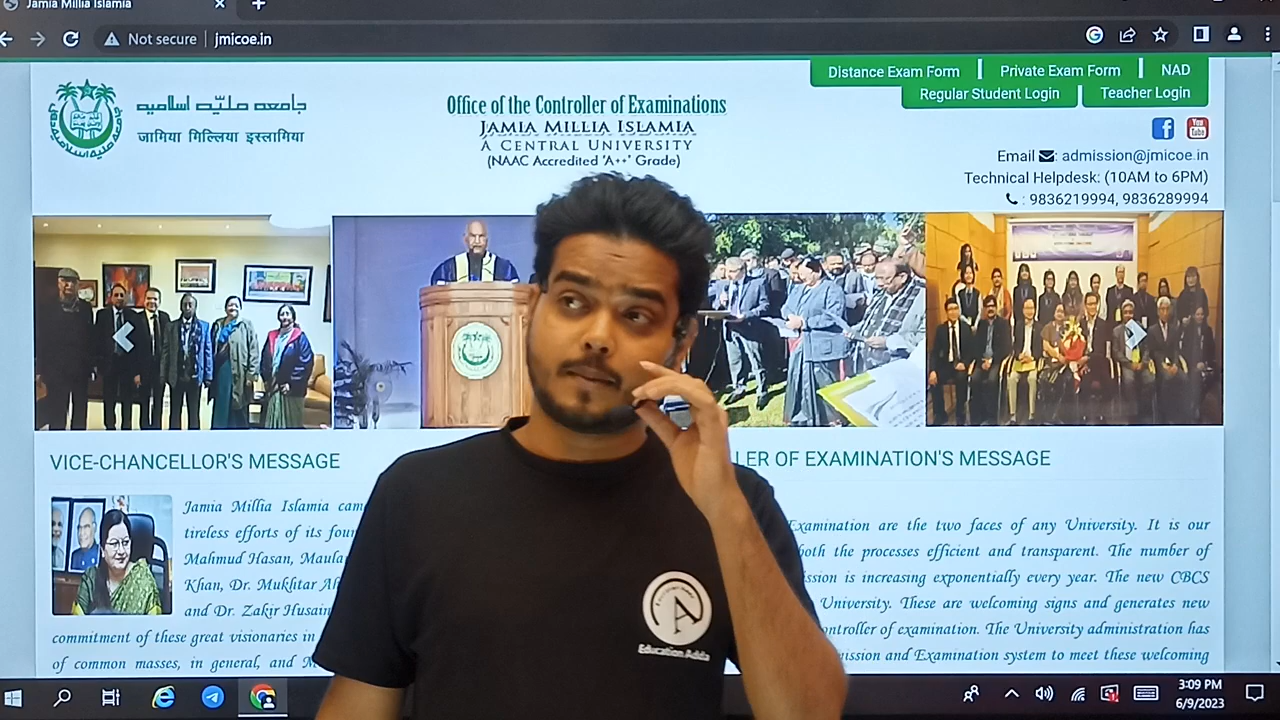 Jamia Millia Islamia
Not secure
jmicoe.in
Distance Exam Form
Private Exam Form
NAD
Regular Student Login
Teacher Login
جامعہ ملیّہ اسلامیہ
जामिया मिल्लिया इस्लामिया
Office of the Controller of Examinations
JAMIA MILLIA ISLAMIA
A CENTRAL UNIVERSITY
(NAAC Accredited 'A++' Grade)
You
Tube
Email : admission@jmicoe.in
Technical Helpdesk: (10AM to 6PM)
: 9836219994, 9836289994
VICE-CHANCELLOR'S MESSAGE
Jamia Millia Islamia cam
tireless efforts of its foun
Mahmud Hasan, Maula
Khan, Dr. Mukhtar Ah
and Dr. Zakir Husain
commitment of these great visionaries in
of common masses, in general, and
LER OF EXAMINATION'S MESSAGE
Examination are the two faces of any University. It is our
both the processes efficient and transparent. The number of
ission is increasing exponentially every year. The new CBCS
University. These are welcoming signs and generates new
ontroller of examination. The University administration has
mission and Examination system to meet these welcoming
A
Education Adda
3:09 PM
6/9/2023